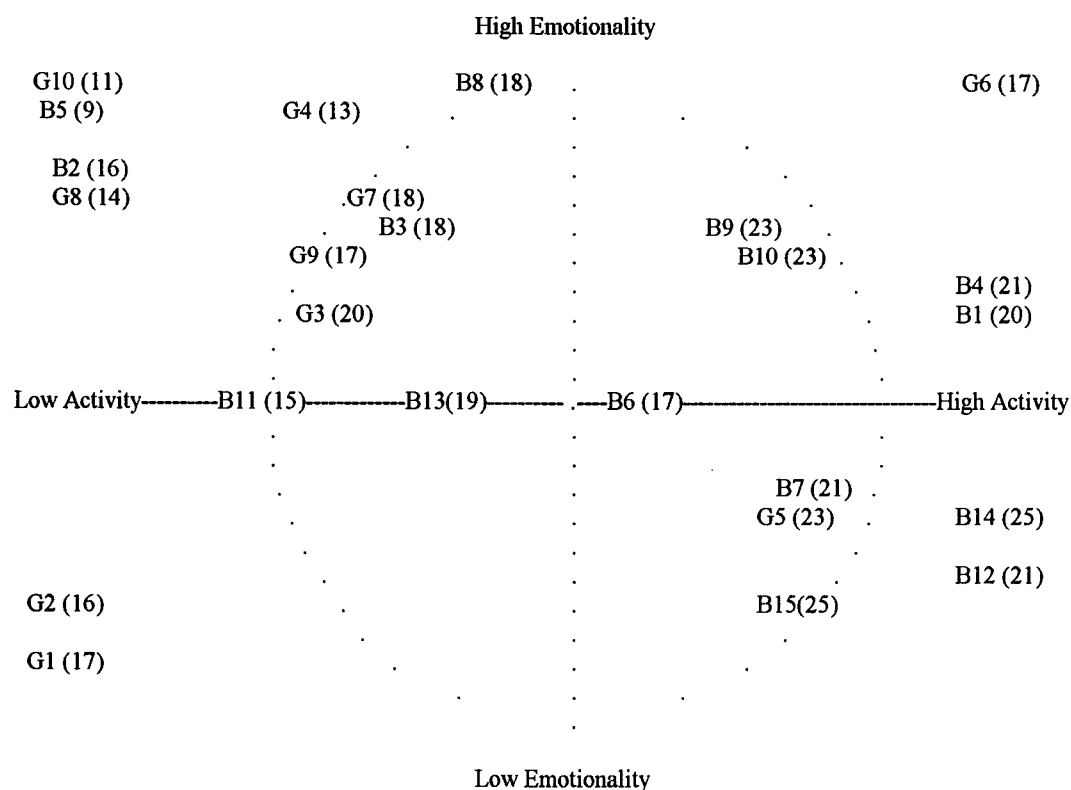 High Emotionality
G10 (11) B8 (18) G6 (17)
B5 (9) G4 (13)
B2 (16)
G8 (14) G7 (18)
B3 (18) B9 (23)
G9 (17) B10 (23)
B4 (21)
G3 (20) B1 (20)
Low Activity----------B11 (15)-------------B13(19)---------- .----B6 (17)---------------------------------High Activity
B7 (21)
G5 (23) B14 (25)
B12 (21)
G2 (16) B15(25)
G1 (17)
Low Emotionality